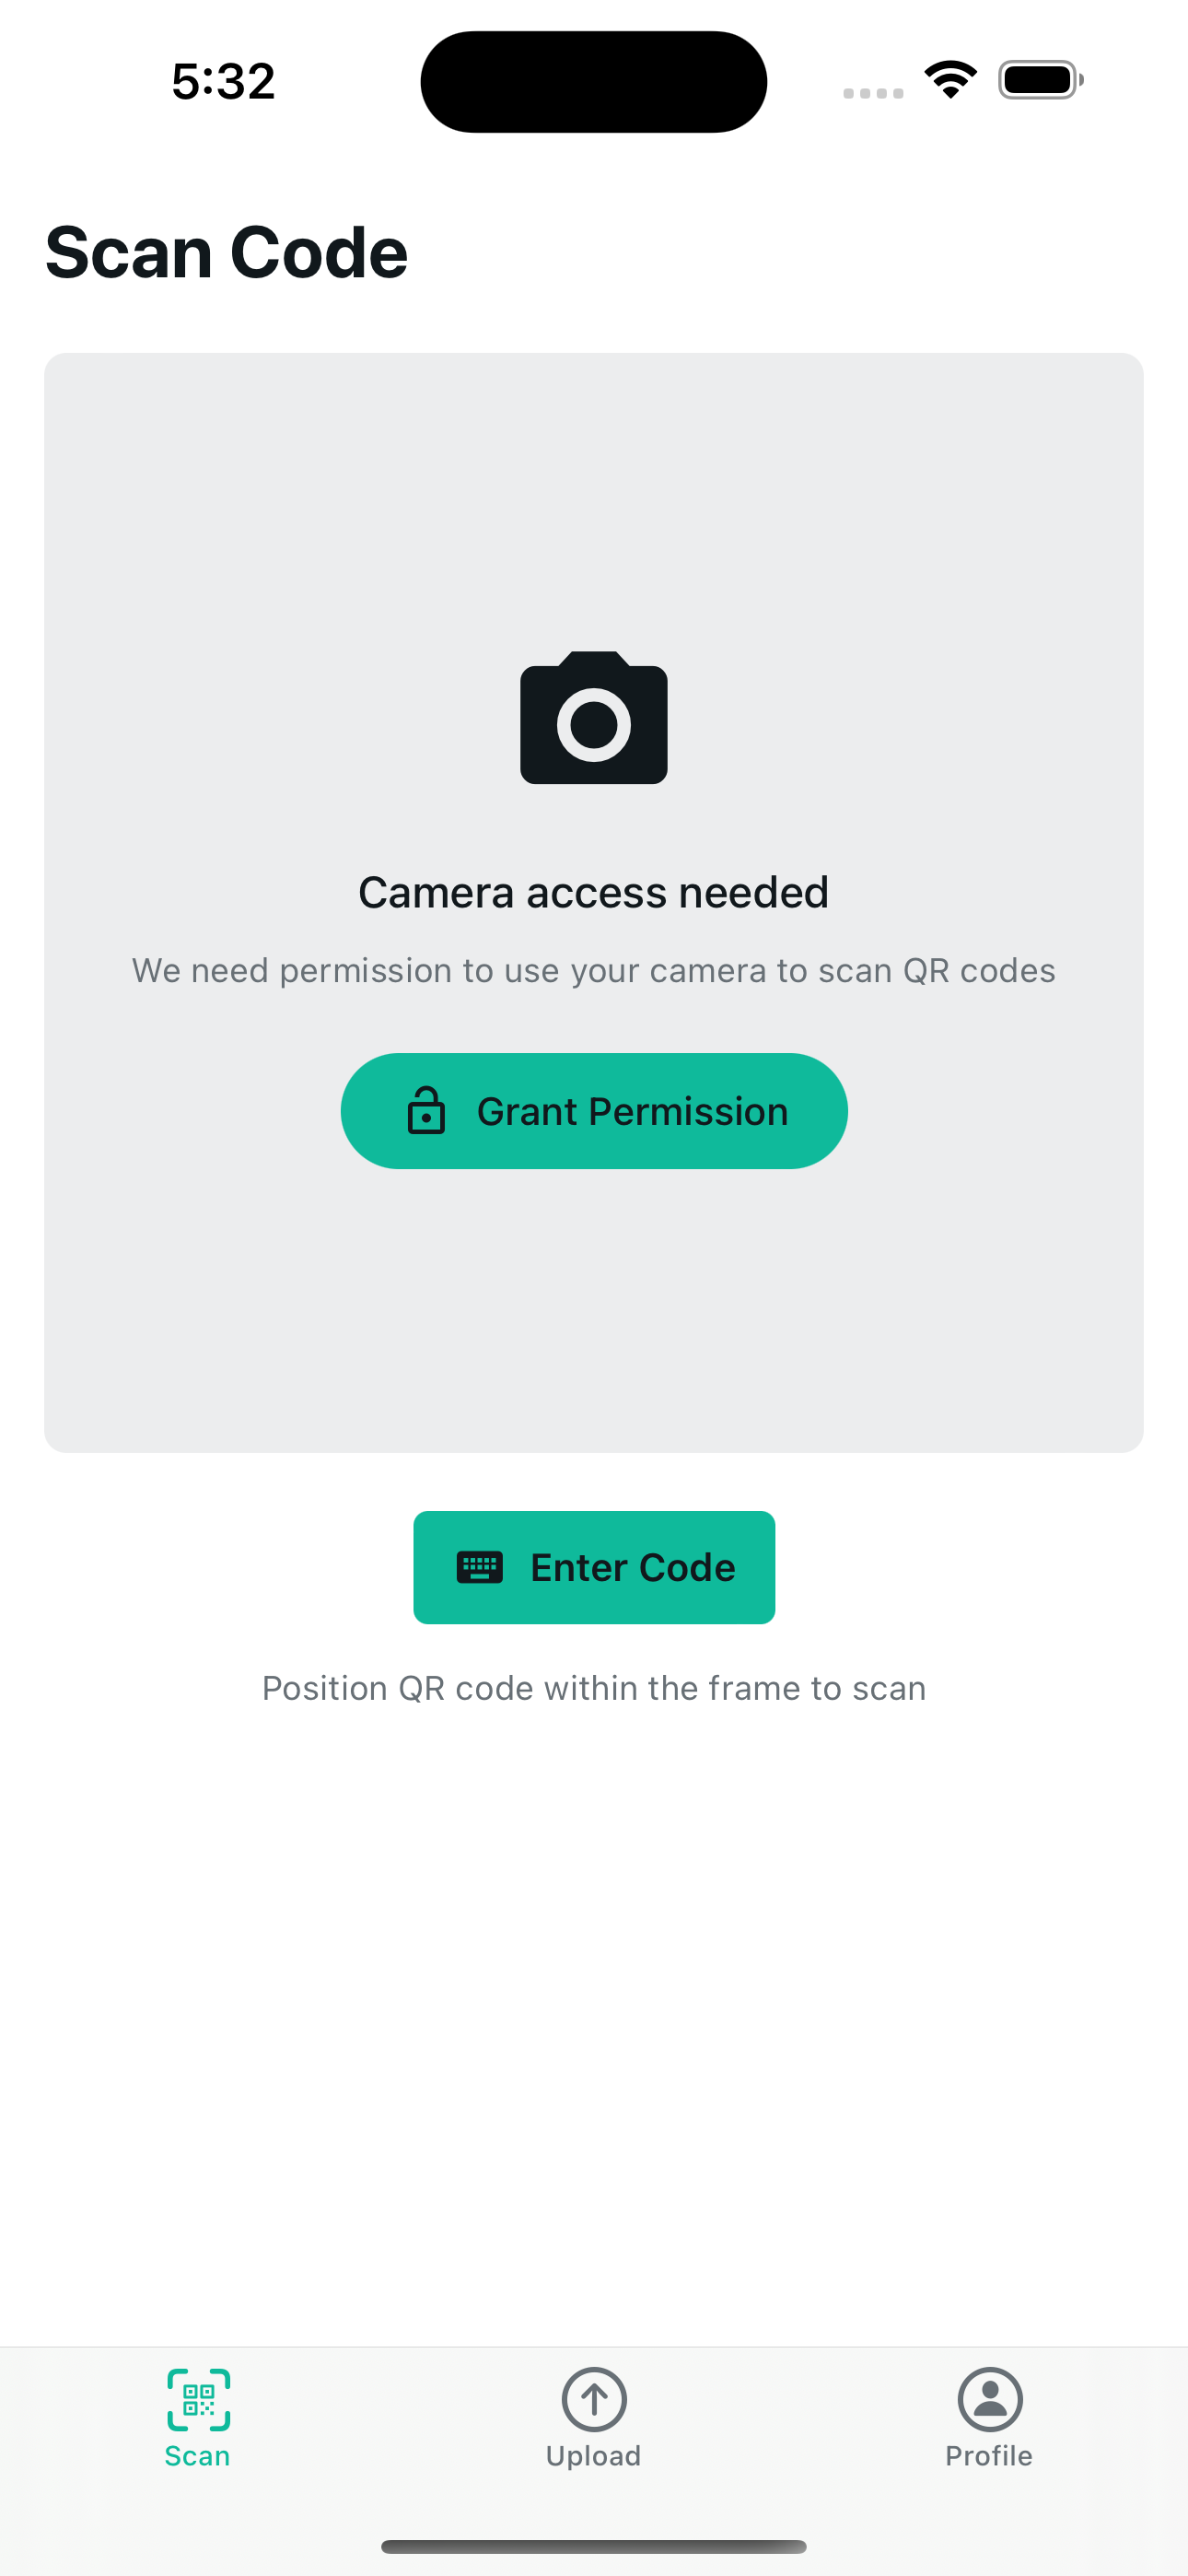 5:32
Scan Code
Camera access needed
We need permission to use your camera to scan QR codes
Grant Permission
Enter Code
Position QR code within the frame to scan
Scan
Upload
Profile